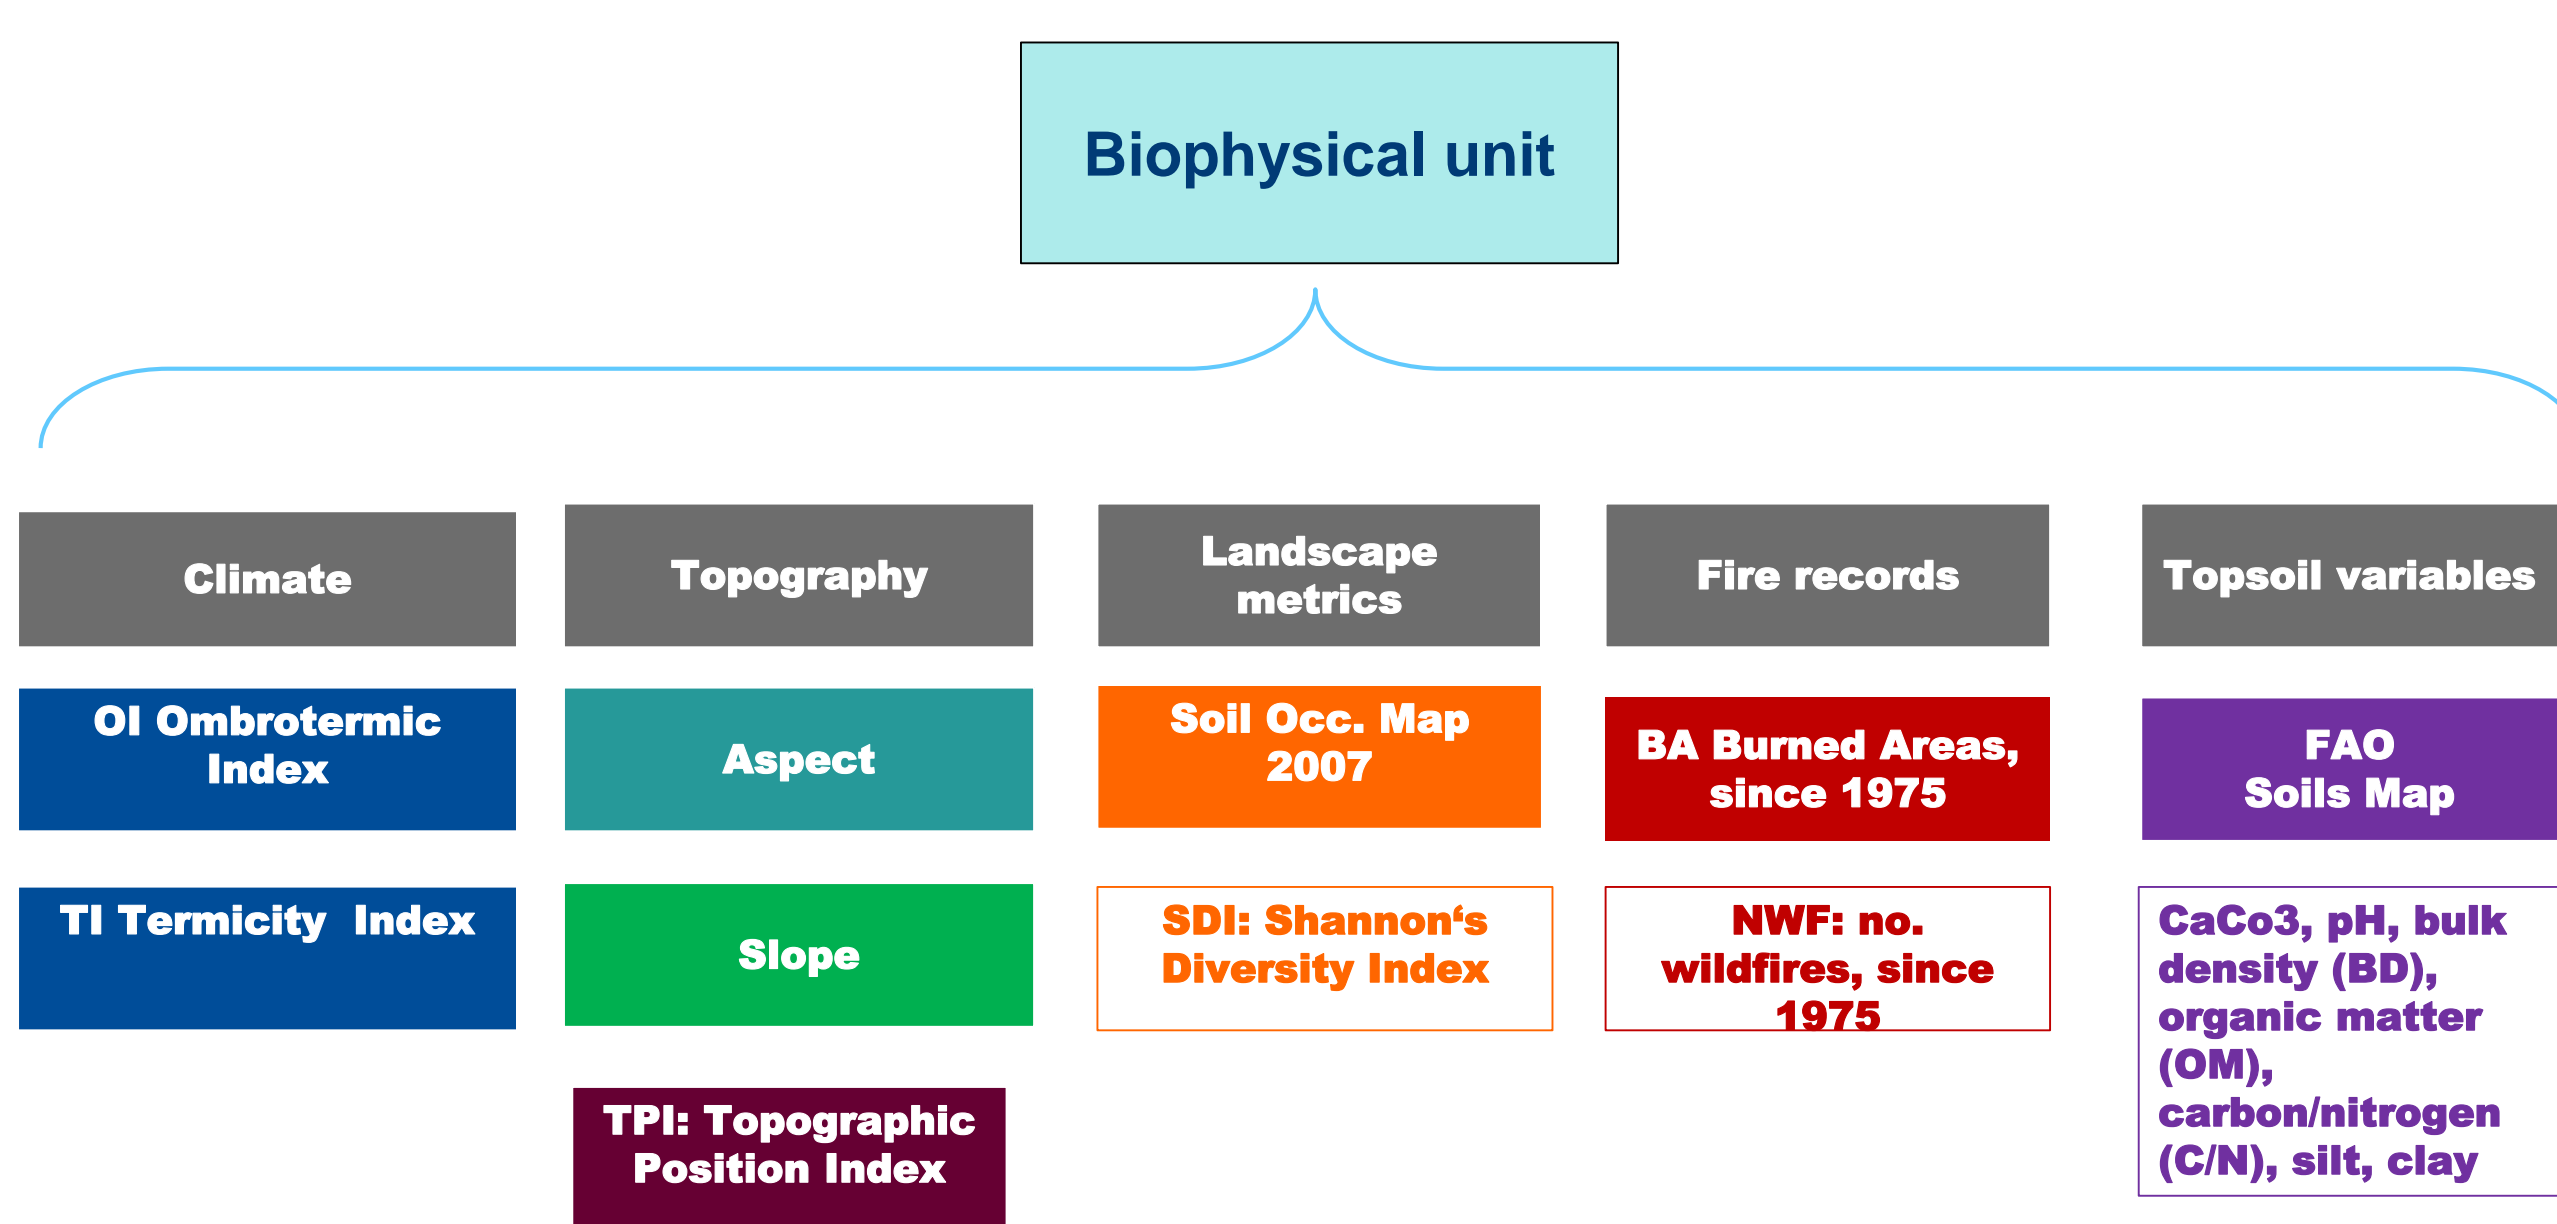 Biophysical unit
Climate
Topography
Landscape
metrics
Fire records
Topsoil variables
OI Ombrotermic
Index
Aspect
Soil Occ. Map
2007
BA Burned Areas,
since 1975
FAO
Soils Map
TI Termicity  Index
Slope
SDI: Shannon‘s
Diversity Index
NWF: no.
wildfires, since
1975
CaCo3, pH, bulk
density (BD),
organic matter
(OM),
carbon/nitrogen
(C/N), silt, clay
TPI: Topographic
Position Index